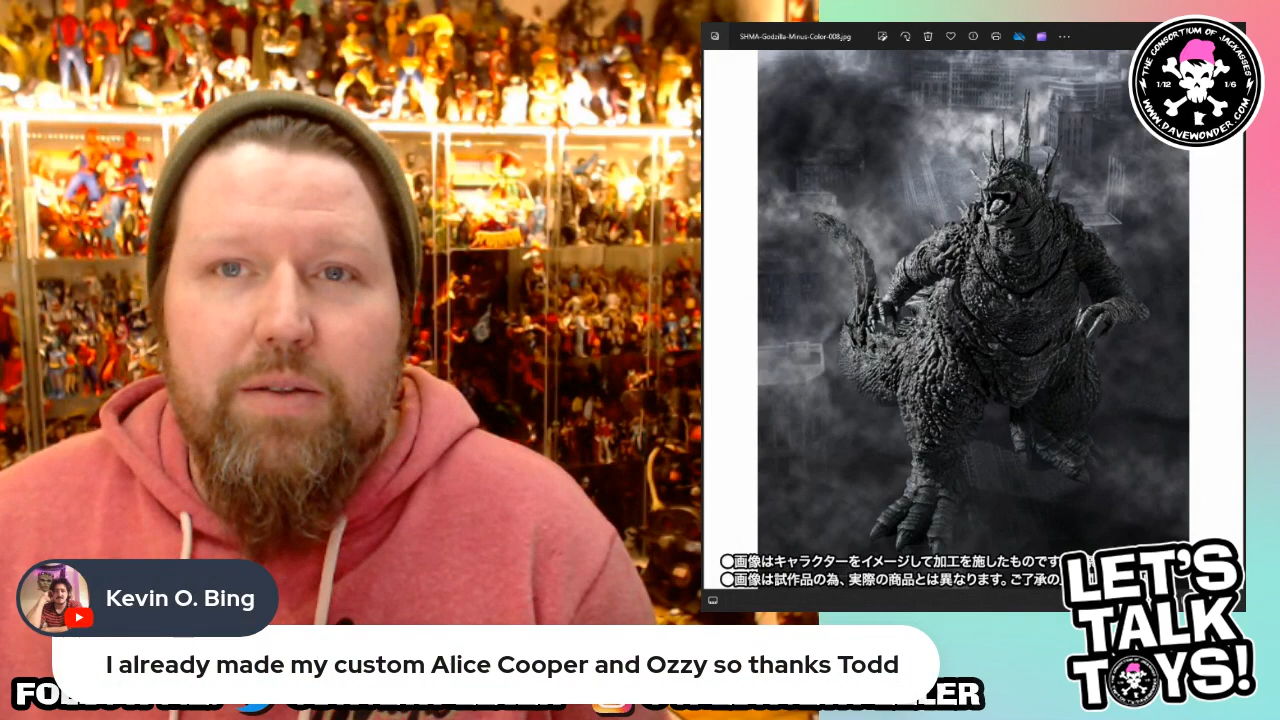 SHMA-Godzilla-Minus-Color-008.jpg
THE CONSORTIUM OF JACKASSES
1/12
1/6
WWW.DAVEWONDER.COM
●画像はキャラクターをイメージして加工を施したものです
●画像は試作品の為、実際の商品とは異なります。ご了承の
Kevin O. Bing
I already made my custom Alice Cooper and Ozzy so thanks Todd
LET'S
TALK
TOYS!